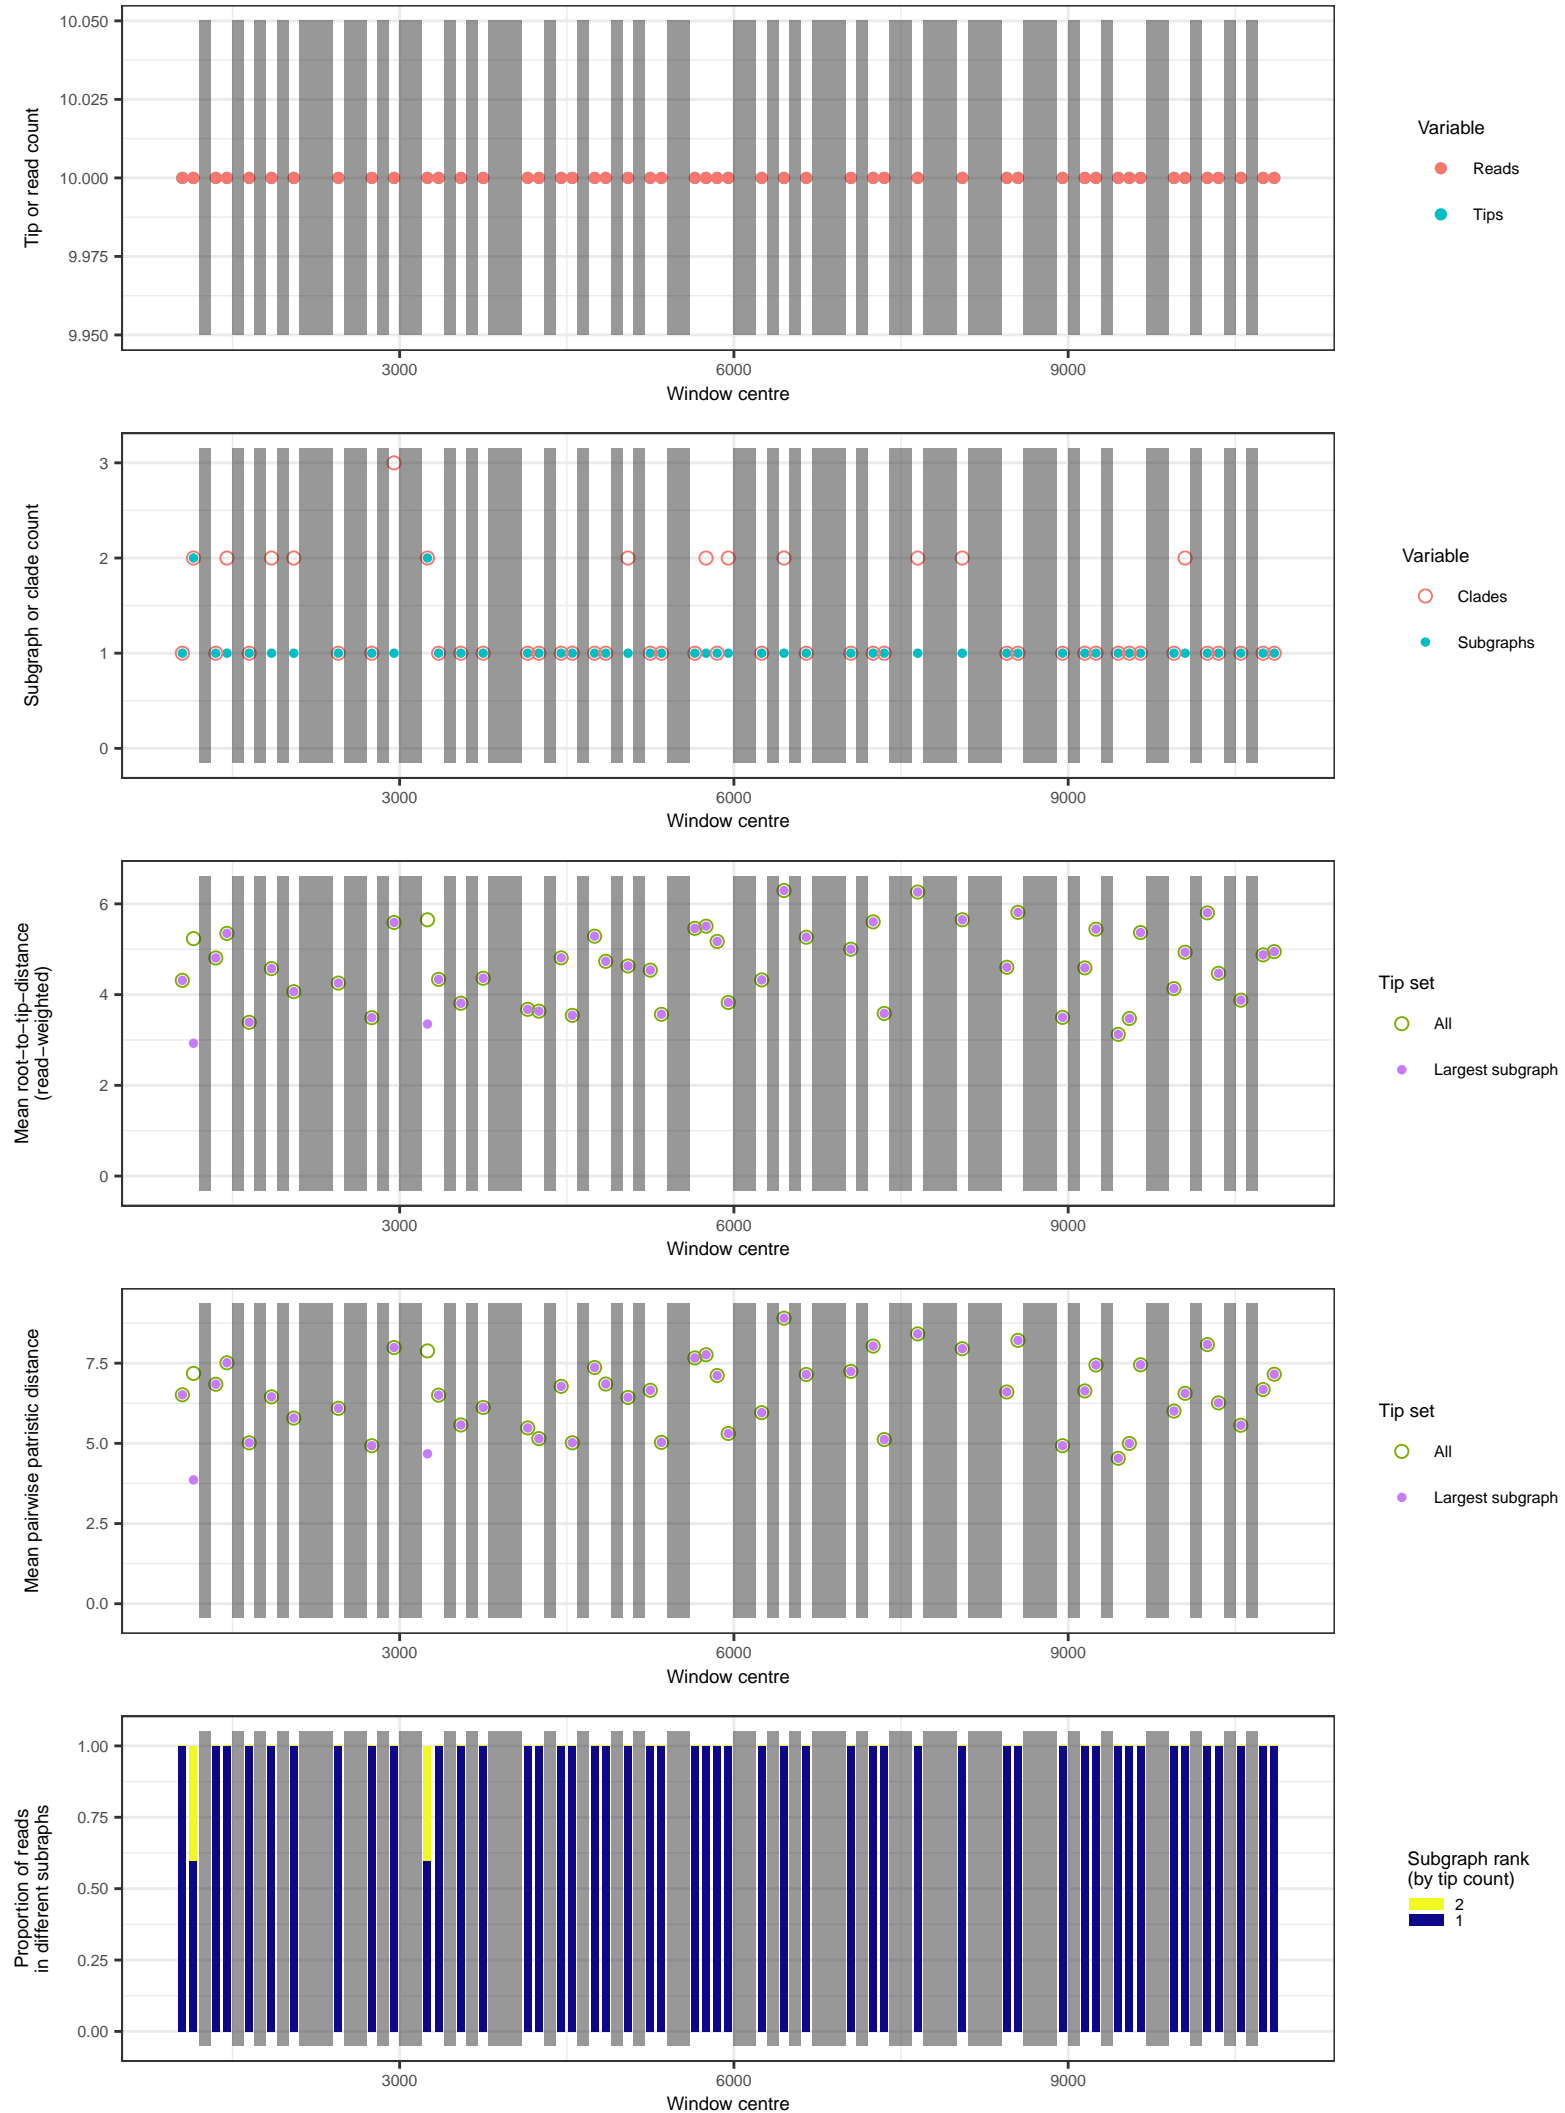 10.050
10.025
10.000
9.975
9.950
Tip or read count
3000 6000 9000
Window centre
Variable
Reads
Tips
3
2
1
0
Subgraph or clade count
3000 6000 9000
Window centre
Variable
Clades
Subgraphs
6
4
2
0
Mean root−to−tip−distance
(read−weighted)
3000 6000 9000
Window centre
Tip set
All
Largest subgraph
7.5
5.0
2.5
0.0
Mean pairwise patristic distance
3000 6000 9000
Window centre
Tip set
All
Largest subgraph
1.00
0.75
0.50
0.25
0.00
Proportion of reads
in different subraphs
3000 6000 9000
Window centre
Subgraph rank
(by tip count)
2
1